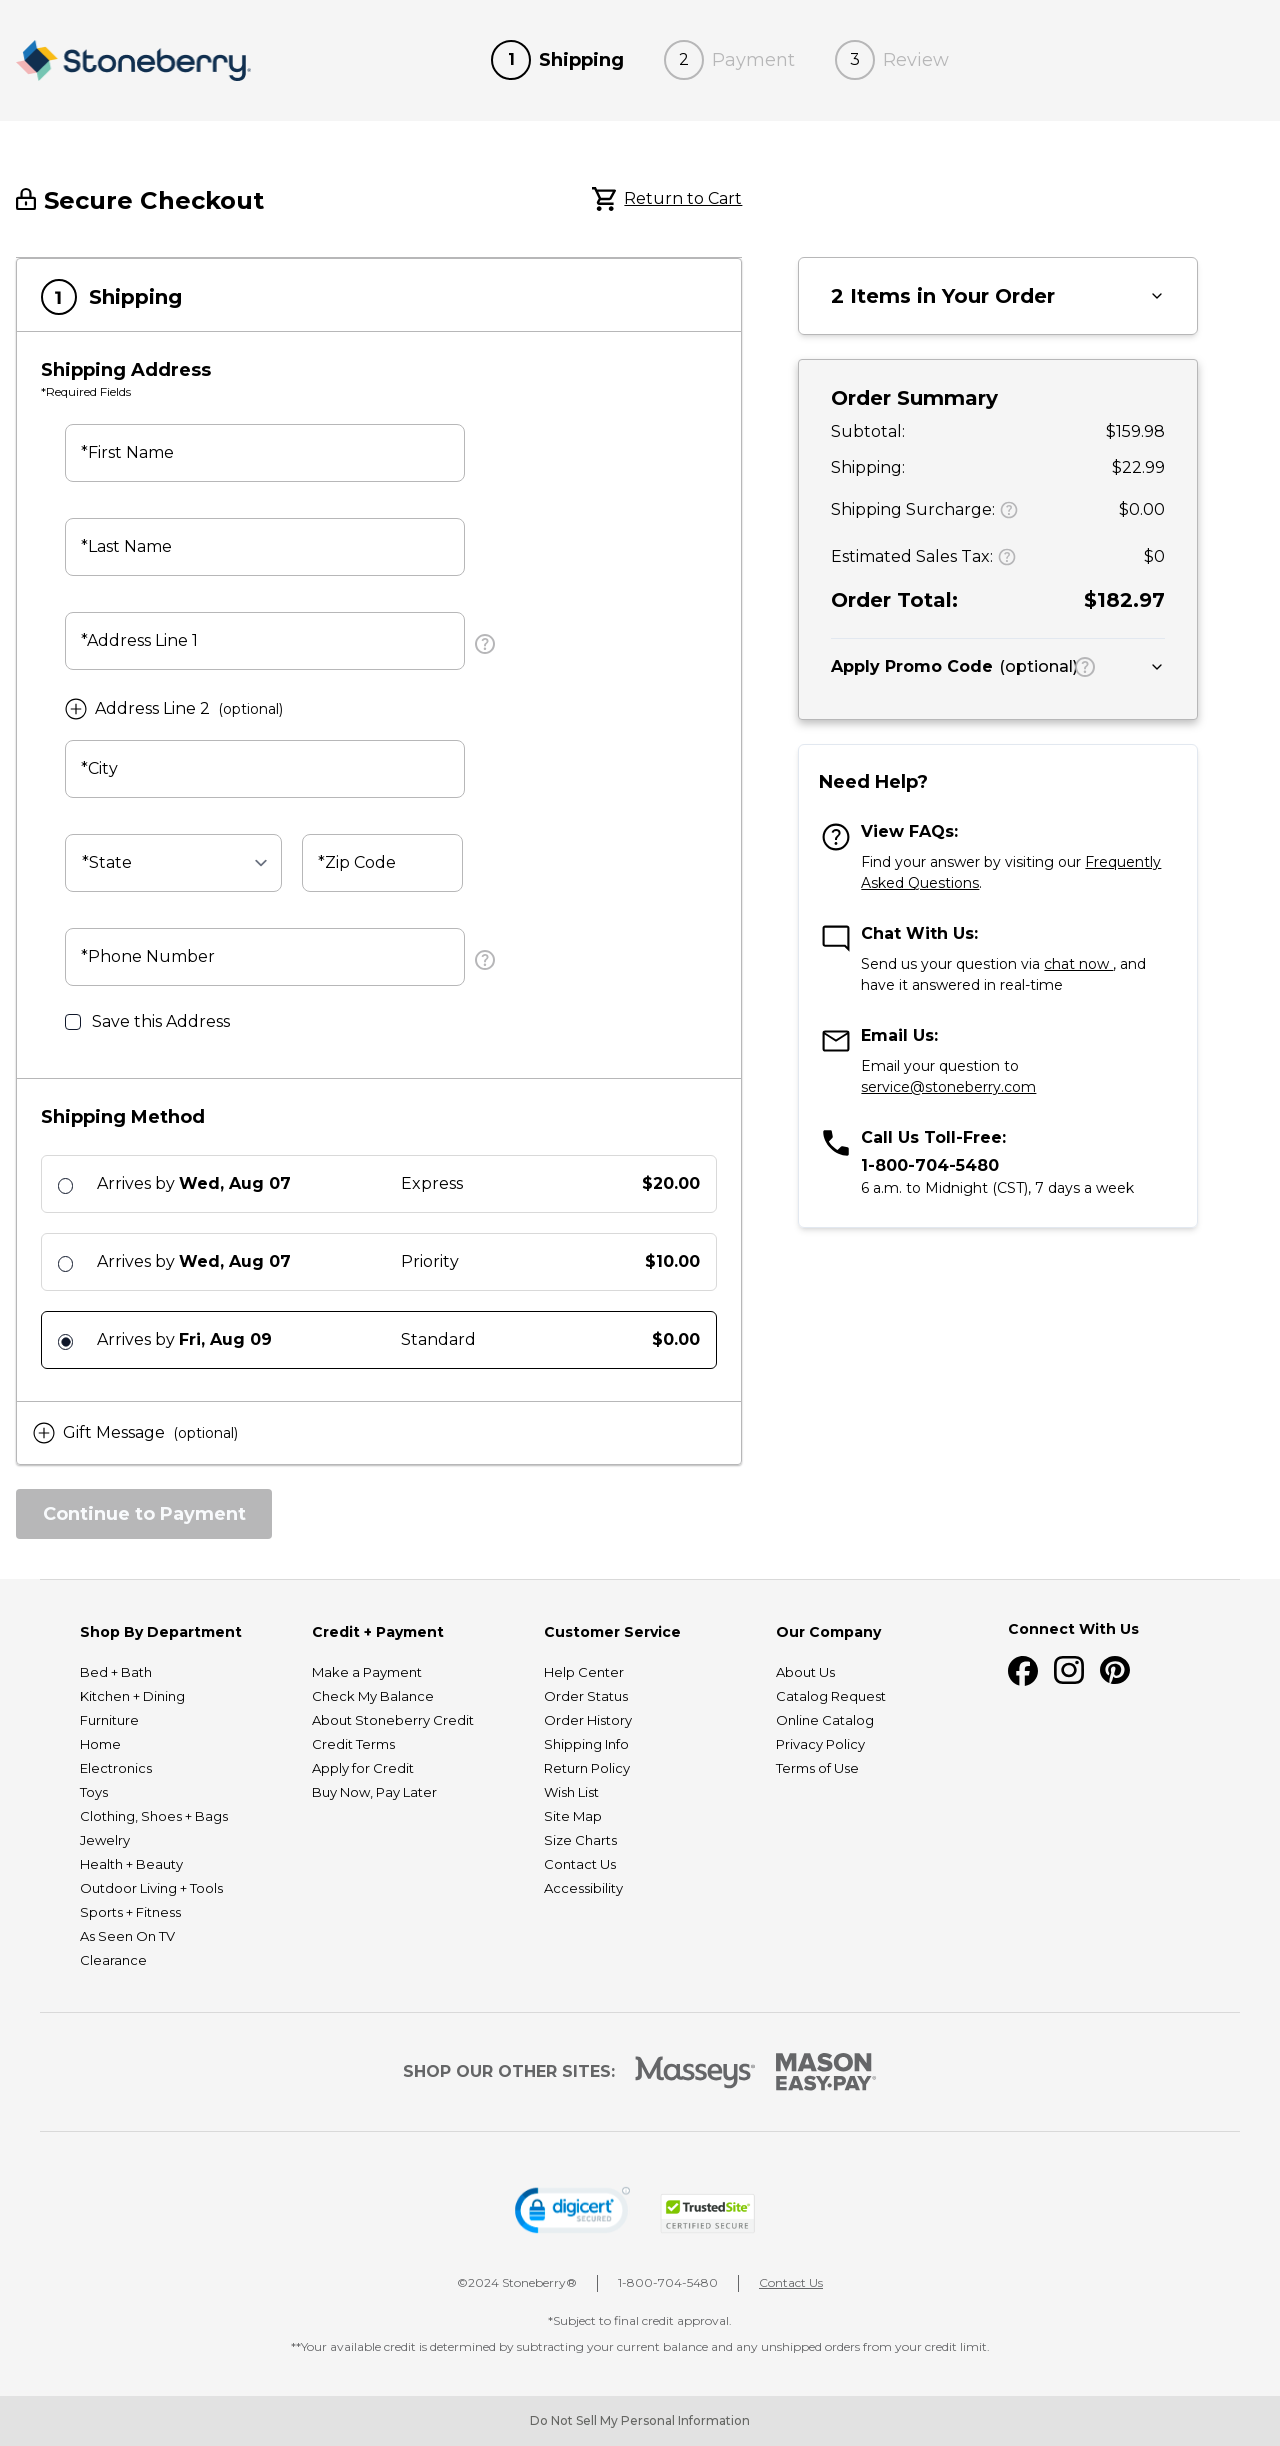 Stoneberry.
1 Shipping
2 Payment
3 Review
Secure Checkout
Return to Cart
1 Shipping
Shipping Address
*Required Fields
*First Name
*Last Name
*Address Line 1
Address Line 2 (optional)
*City
*State
*Zip Code
*Phone Number
Save this Address
Shipping Method
Arrives by Wed, Aug 07 Express $20.00
Arrives by Wed, Aug 07 Priority $10.00
Arrives by Fri, Aug 09 Standard $0.00
Gift Message (optional)
Continue to Payment
2 Items in Your Order
Order Summary
Subtotal: $159.98
Shipping: $22.99
Shipping Surcharge: $0.00
Estimated Sales Tax: $0
Order Total: $182.97
Apply Promo Code (optional)
Need Help?
View FAQs:
Find your answer by visiting our Frequently
Asked Questions.
Chat With Us:
Send us your question via chat now , and
have it answered in real-time
Email Us:
Email your question to
service@stoneberry.com
Call Us Toll-Free:
1-800-704-5480
6 a.m. to Midnight (CST), 7 days a week
Shop By Department
Bed + Bath
Kitchen + Dining
Furniture
Home
Electronics
Toys
Clothing, Shoes + Bags
Jewelry
Health + Beauty
Outdoor Living + Tools
Sports + Fitness
As Seen On TV
Clearance
Credit + Payment
Make a Payment
Check My Balance
About Stoneberry Credit
Credit Terms
Apply for Credit
Buy Now, Pay Later
Customer Service
Help Center
Order Status
Order History
Shipping Info
Return Policy
Wish List
Site Map
Size Charts
Contact Us
Accessibility
Our Company
About Us
Catalog Request
Online Catalog
Privacy Policy
Terms of Use
Connect With Us
SHOP OUR OTHER SITES:
Masseys
MASON
EASY•PAY
digicert
SECURED
TrustedSite
CERTIFIED SECURE
©2024 Stoneberry®
1-800-704-5480
Contact Us
*Subject to final credit approval.
**Your available credit is determined by subtracting your current balance and any unshipped orders from your credit limit.
Do Not Sell My Personal Information